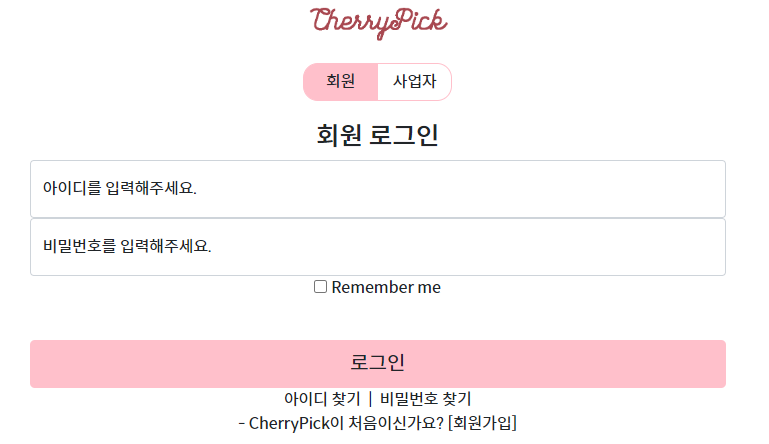 CherryPick
회원 사업자
회원 로그인
아이디를 입력해주세요.
비밀번호를 입력해주세요.
Remember me
로그인
아이디 찾기 | 비밀번호 찾기
- CherryPick이 처음이신가요? [회원가입]